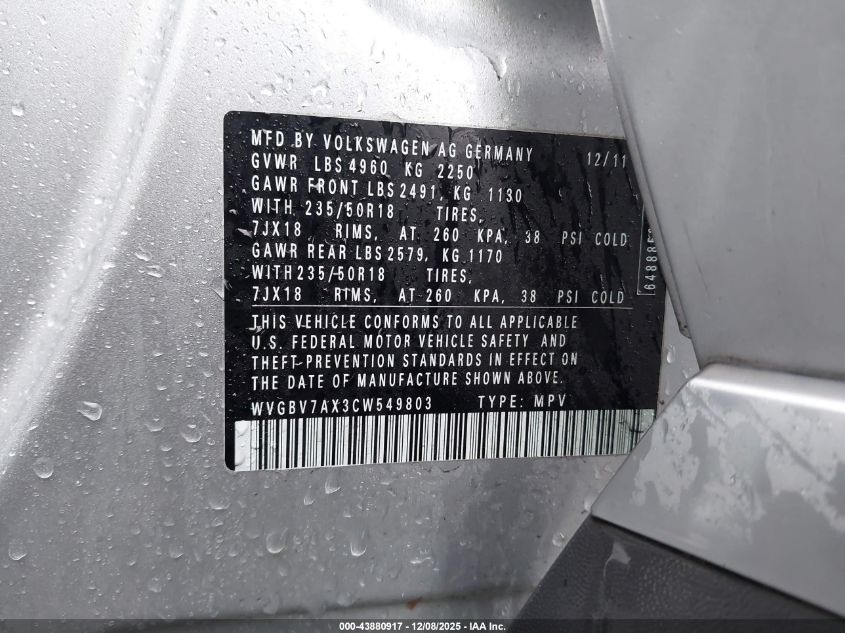 MFD BY VOLKSWAGEN AG GERMANY 12/11
GVWR LBS 4960 KG 2250
GAWR FRONT LBS 2491, KG 1130
WITH 235/50R18 TIRES,
7JX18 RIMS, AT 260 KPA, 38 PSI COLD
GAWR REAR LBS 2579, KG 1170
WITH 235/50R18 TIRES,
7JX18 RIMS, AT 260 KPA, 38 PSI COLD
THIS VEHICLE CONFORMS TO ALL APPLICABLE
U.S. FEDERAL MOTOR VEHICLE SAFETY AND
THEFT-PREVENTION STANDARDS IN EFFECT ON
THE DATE OF MANUFACTURE SHOWN ABOVE.
WVGBV7AX3CW549803 TYPE: MPV
000-43880917 - 12/08/2025 - IAA Inc.